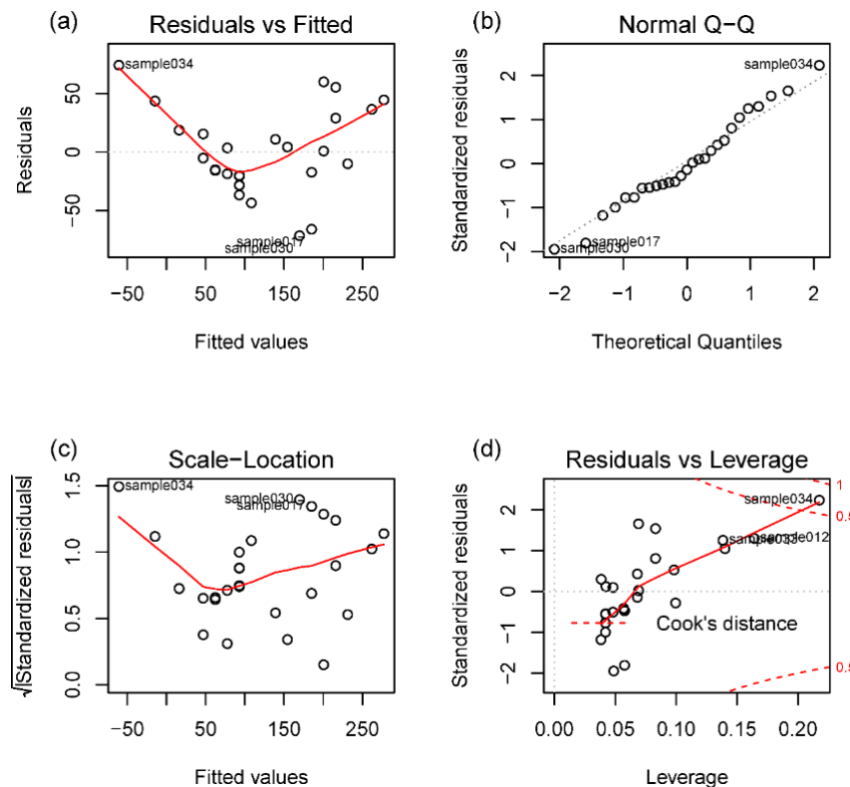 (a)
Residuals vs Fitted
Residuals
50
0
−50
sample034
sample017
sample030
−50
50
150
250
Fitted values
(b)
Normal Q−Q
Standardized residuals
2
1
0
−1
−2
sample034
sample017
sample030
−2
−1
0
1
2
Theoretical Quantiles
(c)
Scale−Location
√|Standardized residuals|
1.5
1.0
0.5
0.0
sample034
sample030
sample017
−50
50
150
250
Fitted values
(d)
Residuals vs Leverage
Standardized residuals
2
1
0
−1
−2
1
sample034
0.5
sample012
sample033
Cook's distance
0.5
0.00
0.05
0.10
0.15
0.20
Leverage